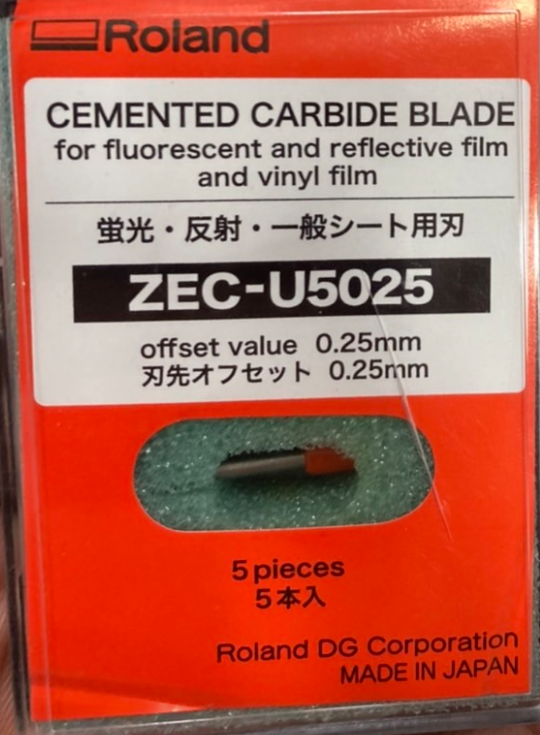 Roland
CEMENTED CARBIDE BLADE
for fluorescent and reflective film
and vinyl film
蛍光・反射・一般シート用刃
ZEC-U5025
offset value 0.25mm
刃先オフセット 0.25mm
5 pieces
5本入
Roland DG Corporation
MADE IN JAPAN